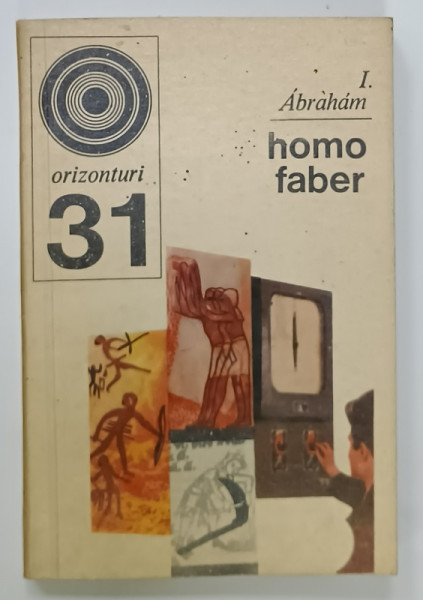 orizonturi
31
I.
Ábràhám
homo
faber